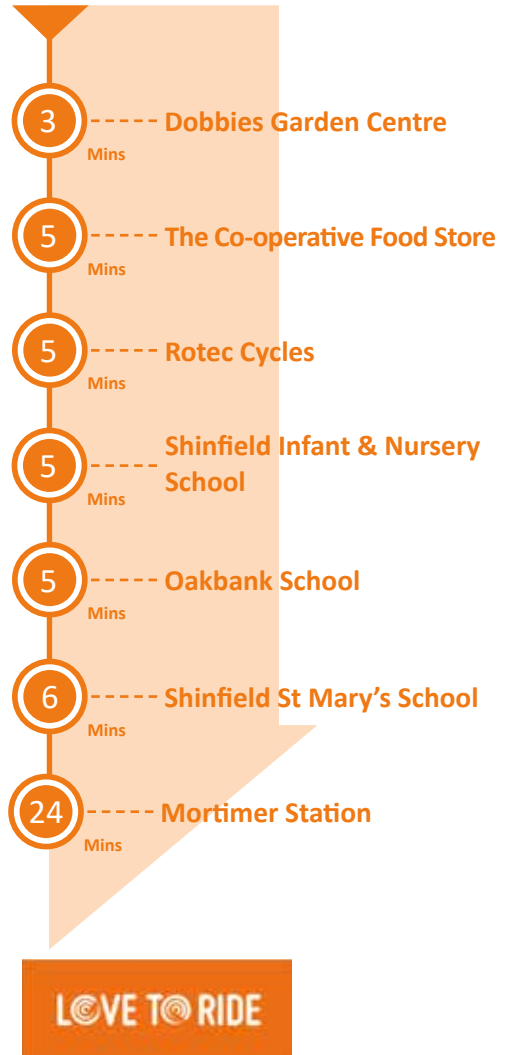 3
Mins
Dobbies Garden Centre
5
Mins
The Co-operative Food Store
5
Mins
Rotec Cycles
5
Mins
Shinfield Infant & Nursery
School
5
Mins
Oakbank School
6
Mins
Shinfield St Mary’s School
24
Mins
Mortimer Station
LOVE TO RIDE